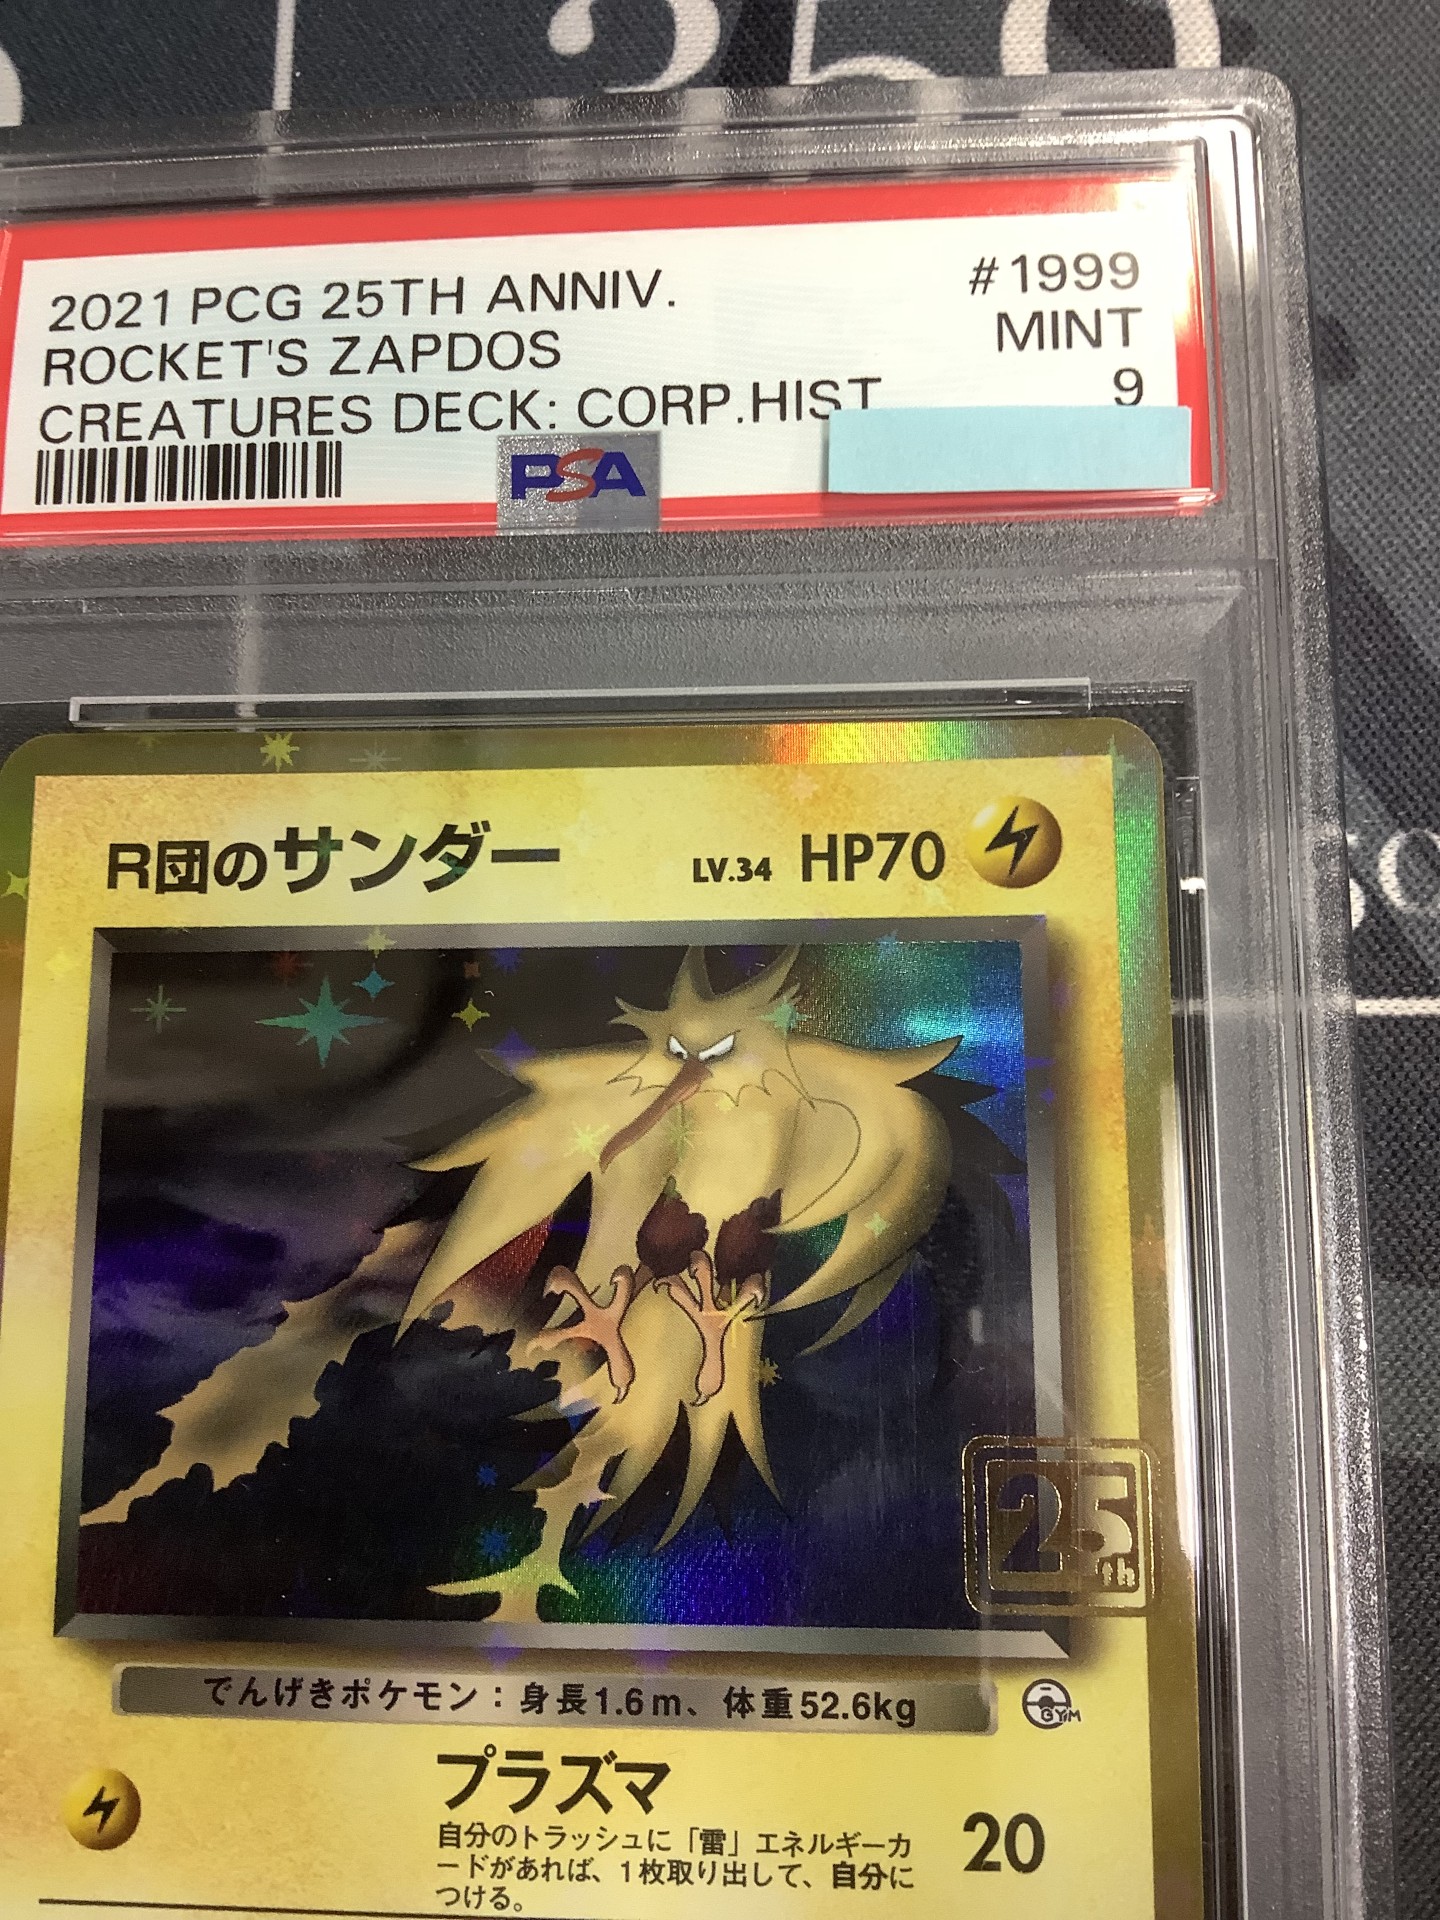 2021 PCG 25TH ANNIV.
#1999
ROCKET'S ZAPDOS
MINT
CREATURES DECK: CORP.HIST
9
PSA
R団のサンダー
LV.34 HP70
25th
でんげきポケモン：身長1.6m、体重52.6kg
GYM
プラズマ
自分のトラッシュに「雷」エネルギーカ
ードがあれば、1枚取り出して、自分に
つける。
20